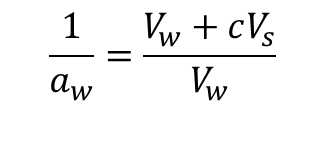 1/a_w = (V_w + cV_s)/V_w